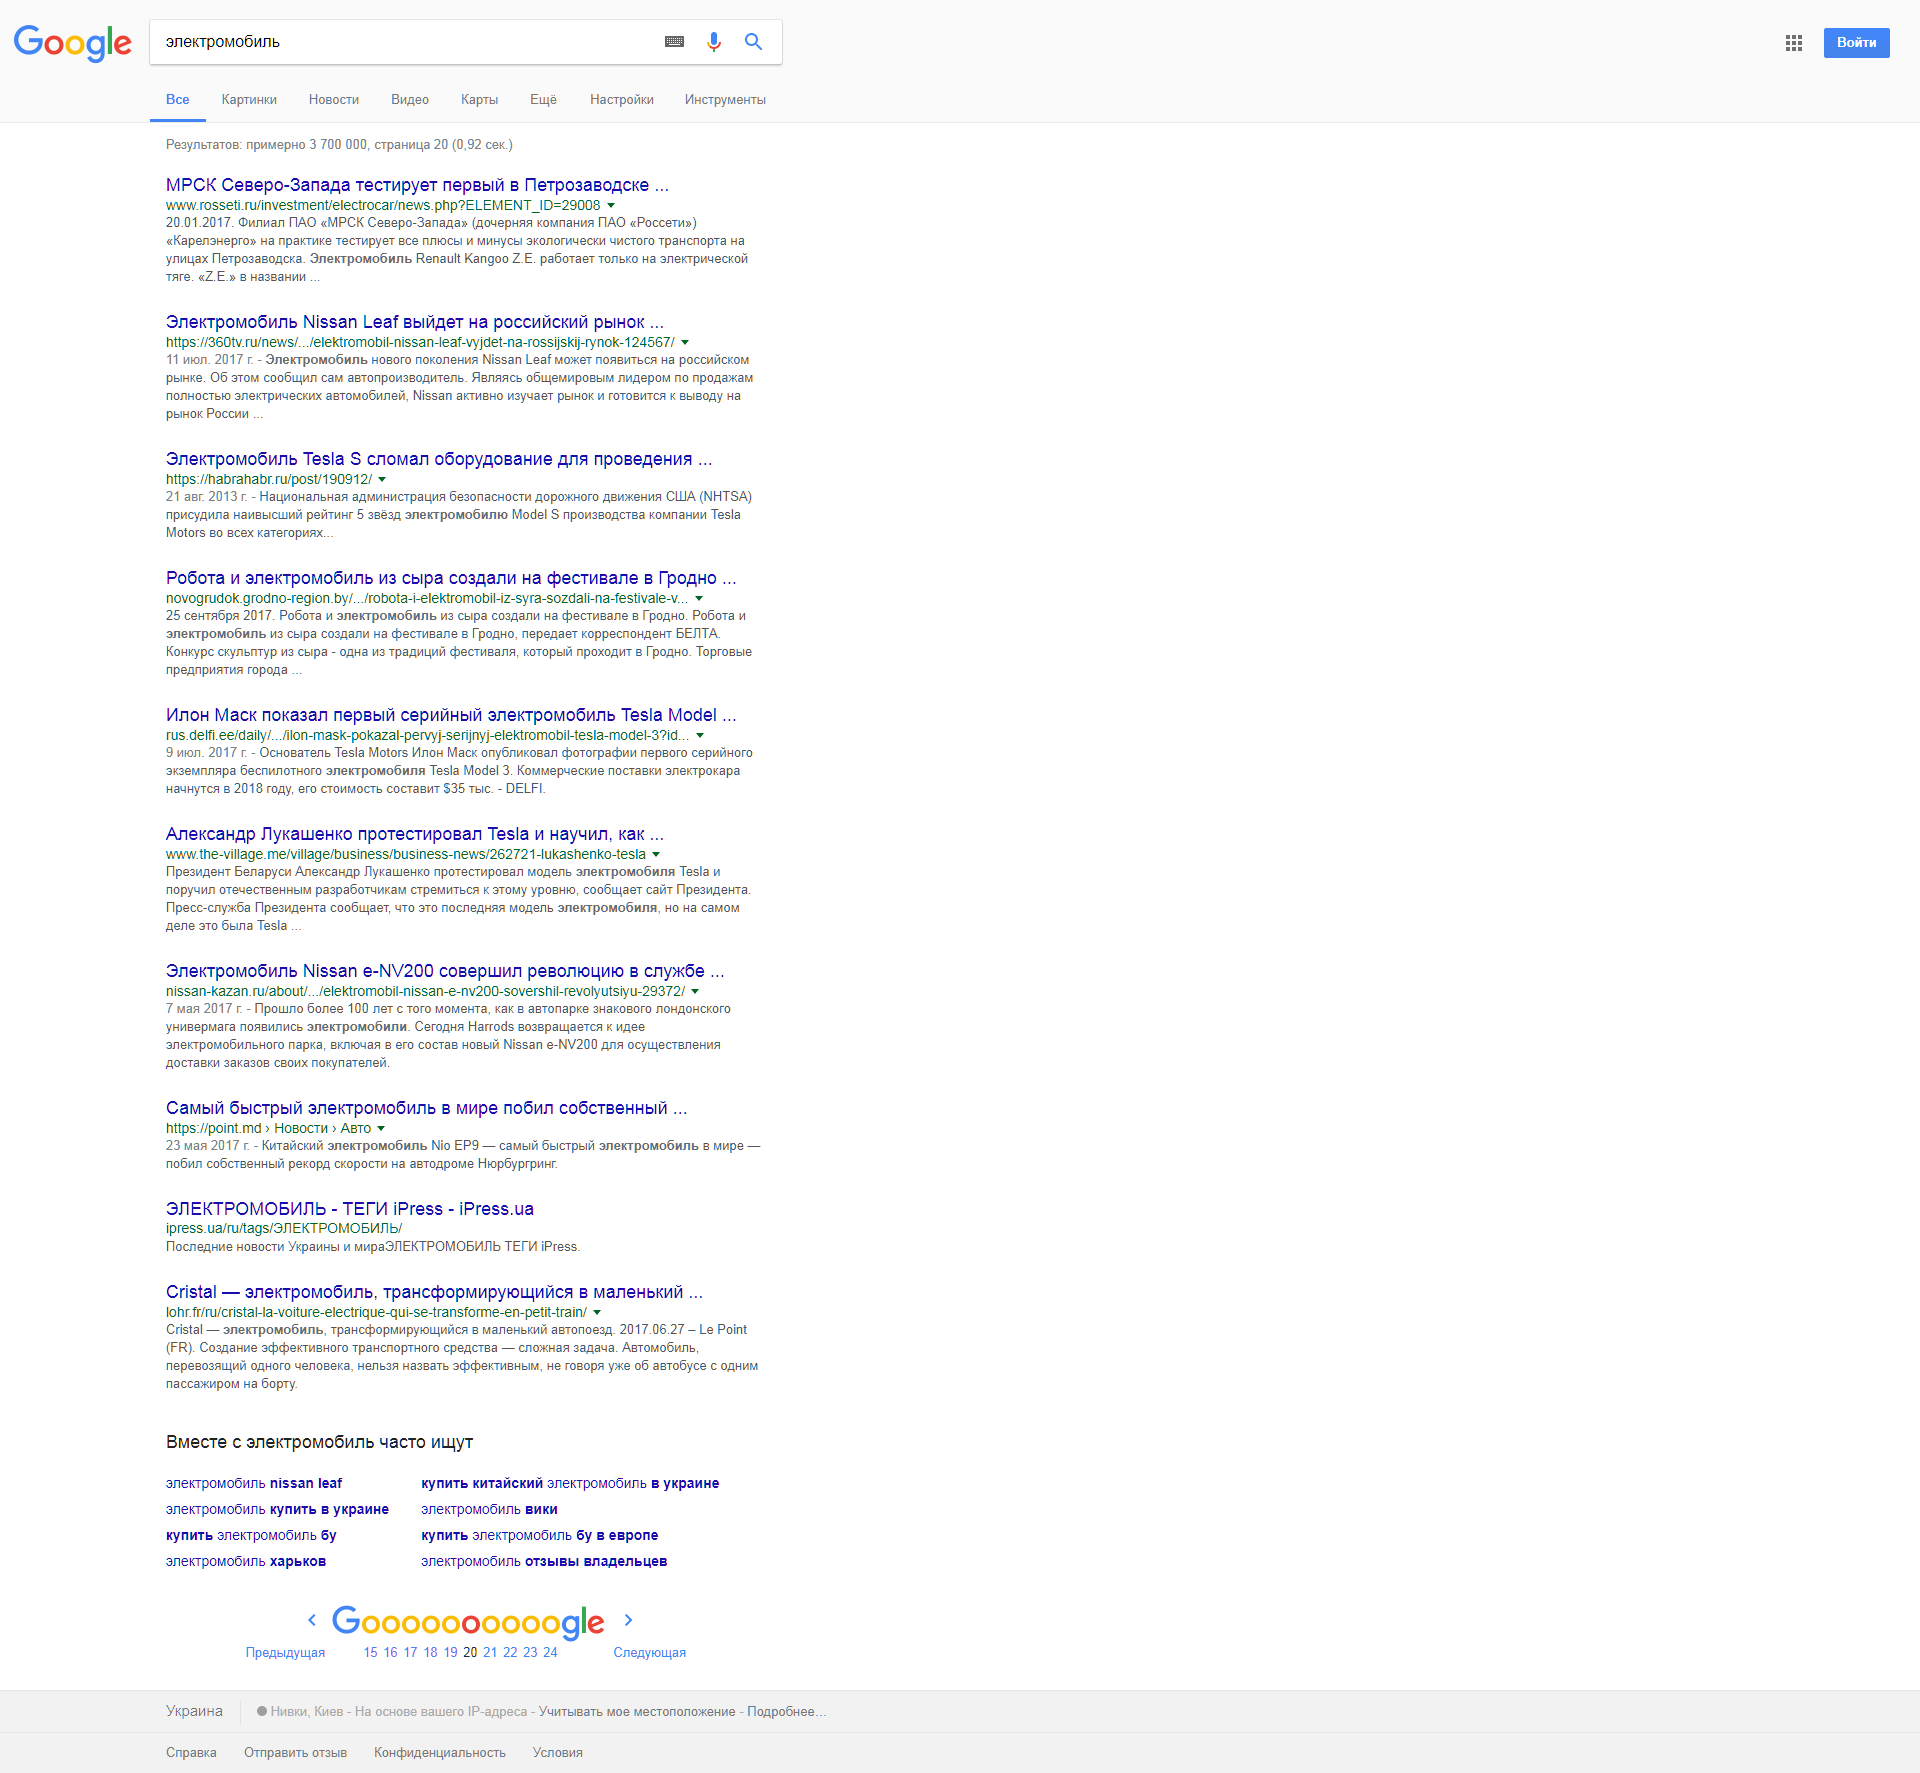 Google
электромобиль
Войти
Все Картинки Новости Видео Карты Ещё Настройки Инструменты
Результатов: примерно 3 700 000, страница 20 (0,92 сек.)
МРСК Северо-Запада тестирует первый в Петрозаводске ...
www.rosseti.ru/investment/electrocar/news.php?ELEMENT_ID=29008
20.01.2017. Филиал ПАО «МРСК Северо-Запада» (дочерняя компания ПАО «Россети»)
«Карелэнерго» на практике тестирует все плюсы и минусы экологически чистого транспорта на
улицах Петрозаводска. Электромобиль Renault Kangoo Z.E. работает только на электрической
тяге. «Z.E.» в названии ...
Электромобиль Nissan Leaf выйдет на российский рынок ...
https://360tv.ru/news/.../elektromobil-nissan-leaf-vyjdet-na-rossijskij-rynok-124567/
11 июл. 2017 г. - Электромобиль нового поколения Nissan Leaf может появиться на российском
рынке. Об этом сообщил сам автопроизводитель. Являясь общемировым лидером по продажам
полностью электрических автомобилей, Nissan активно изучает рынок и готовится к выводу на
рынок России ...
Электромобиль Tesla S сломал оборудование для проведения ...
https://habrahabr.ru/post/190912/
21 авг. 2013 г. - Национальная администрация безопасности дорожного движения США (NHTSA)
присудила наивысший рейтинг 5 звёзд электромобилю Model S производства компании Tesla
Motors во всех категориях...
Робота и электромобиль из сыра создали на фестивале в Гродно ...
novogrudok.grodno-region.by/.../robota-i-elektromobil-iz-syra-sozdali-na-festivale-v...
25 сентября 2017. Робота и электромобиль из сыра создали на фестивале в Гродно. Робота и
электромобиль из сыра создали на фестивале в Гродно, передает корреспондент БЕЛТА.
Конкурс скульптур из сыра - одна из традиций фестиваля, который проходит в Гродно. Торговые
предприятия города ...
Илон Маск показал первый серийный электромобиль Tesla Model ...
rus.delfi.ee/daily/.../ilon-mask-pokazal-pervyj-serijnyj-elektromobil-tesla-model-3?id...
9 июл. 2017 г. - Основатель Tesla Motors Илон Маск опубликовал фотографии первого серийного
экземпляра беспилотного электромобиля Tesla Model 3. Коммерческие поставки электрокара
начнутся в 2018 году, его стоимость составит $35 тыс. - DELFI.
Александр Лукашенко протестировал Tesla и научил, как ...
www.the-village.me/village/business/business-news/262721-lukashenko-tesla
Президент Беларуси Александр Лукашенко протестировал модель электромобиля Tesla и
поручил отечественным разработчикам стремиться к этому уровню, сообщает сайт Президента.
Пресс-служба Президента сообщает, что это последняя модель электромобиля, но на самом
деле это была Tesla ...
Электромобиль Nissan e-NV200 совершил революцию в службе ...
nissan-kazan.ru/about/.../elektromobil-nissan-e-nv200-sovershil-revolyutsiyu-29372/
7 мая 2017 г. - Прошло более 100 лет с того момента, как в автопарке знакового лондонского
универмага появились электромобили. Сегодня Harrods возвращается к идее
электромобильного парка, включая в его состав новый Nissan e-NV200 для осуществления
доставки заказов своих покупателей.
Самый быстрый электромобиль в мире побил собственный ...
https://point.md › Новости › Авто
23 мая 2017 г. - Китайский электромобиль Nio EP9 — самый быстрый электромобиль в мире —
побил собственный рекорд скорости на автодроме Нюрбургринг.
ЭЛЕКТРОМОБИЛЬ - ТЕГИ iPress - iPress.ua
ipress.ua/ru/tags/ЭЛЕКТРОМОБИЛЬ/
Последние новости Украины и мираЭЛЕКТРОМОБИЛЬ ТЕГИ iPress.
Cristal — электромобиль, трансформирующийся в маленький ...
lohr.fr/ru/cristal-la-voiture-electrique-qui-se-transforme-en-petit-train/
Cristal — электромобиль, трансформирующийся в маленький автопоезд. 2017.06.27 – Le Point
(FR). Создание эффективного транспортного средства — сложная задача. Автомобиль,
перевозящий одного человека, нельзя назвать эффективным, не говоря уже об автобусе с одним
пассажиром на борту.
Вместе с электромобиль часто ищут
электромобиль nissan leaf купить китайский электромобиль в украине
электромобиль купить в украине электромобиль вики
купить электромобиль бу купить электромобиль бу в европе
электромобиль харьков электромобиль отзывы владельцев
Goooooooooogle
Предыдущая 15 16 17 18 19 20 21 22 23 24 Следующая
Украина Нивки, Киев - На основе вашего IP-адреса - Учитывать мое местоположение - Подробнее...
Справка Отправить отзыв Конфиденциальность Условия